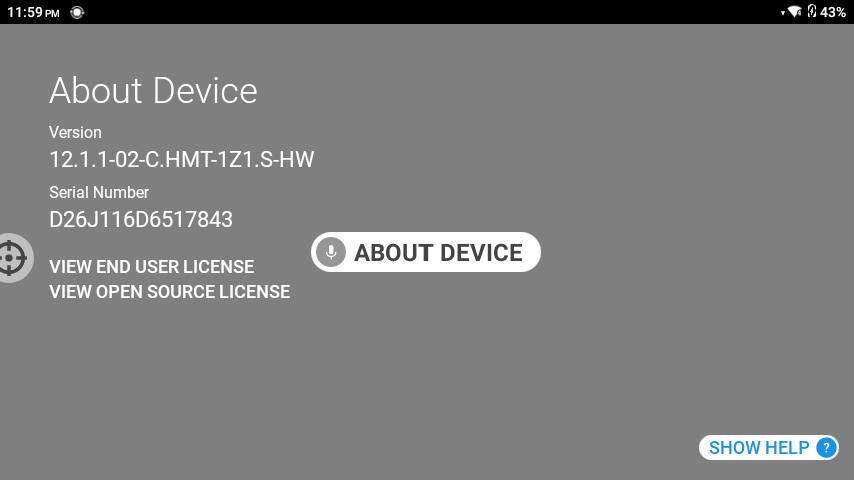 11:59 PM
43%
About Device
Version
12.1.1-02-C.HMT-1Z1.S-HW
Serial Number
D26J116D6517843
ABOUT DEVICE
VIEW END USER LICENSE
VIEW OPEN SOURCE LICENSE
SHOW HELP ?